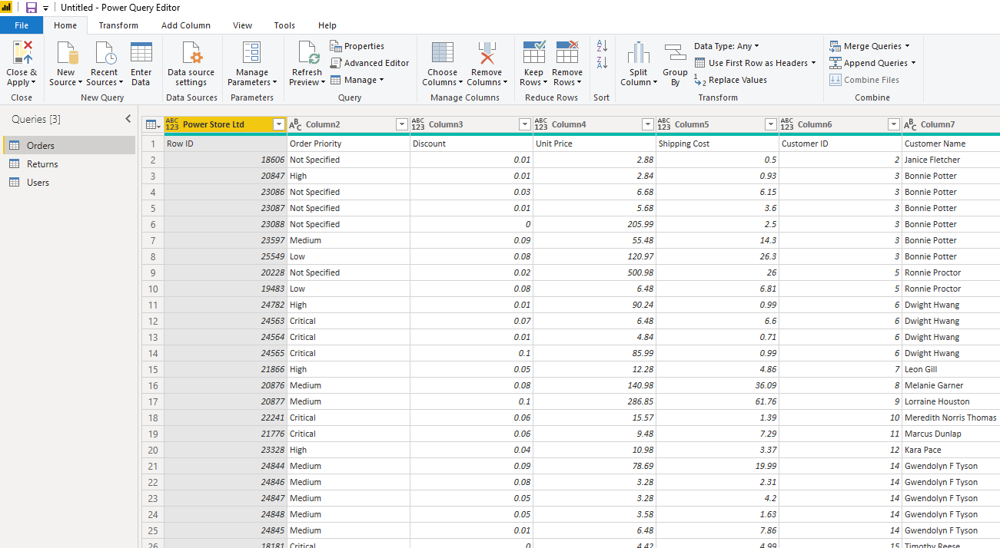 Untitled - Power Query Editor
File Home Transform Add Column View Tools Help
Close & Apply
New Source
Recent Sources
Enter Data
Data source settings
Manage Parameters
Refresh Preview
Properties
Advanced Editor
Manage
Choose Columns
Remove Columns
Keep Rows
Remove Rows
A Z
Z A
Split Column
Group By
Data Type: Any
Use First Row as Headers
1 2 Replace Values
Merge Queries
Append Queries
Combine Files
Close New Query Data Sources Parameters Query Manage Columns Reduce Rows Sort Transform Combine
Queries [3]
Orders
Returns
Users
ABC 123 Power Store Ltd ABC Column2 ABC 123 Column3 ABC 123 Column4 ABC 123 Column5 ABC 123 Column6 ABC Column7
1 Row ID Order Priority Discount Unit Price Shipping Cost Customer ID Customer Name
2 18606 Not Specified 0.01 2.88 0.5 2 Janice Fletcher
3 20847 High 0.01 2.84 0.93 3 Bonnie Potter
4 23086 Not Specified 0.03 6.68 6.15 3 Bonnie Potter
5 23087 Not Specified 0.01 5.68 3.6 3 Bonnie Potter
6 23088 Not Specified 0 205.99 2.5 3 Bonnie Potter
7 23597 Medium 0.09 55.48 14.3 3 Bonnie Potter
8 25549 Low 0.08 120.97 26.3 3 Bonnie Potter
9 20228 Not Specified 0.02 500.98 26 5 Ronnie Proctor
10 19483 Low 0.08 6.48 6.81 5 Ronnie Proctor
11 24782 High 0.01 90.24 0.99 6 Dwight Hwang
12 24563 Critical 0.07 6.48 6.6 6 Dwight Hwang
13 24564 Critical 0.01 4.84 0.71 6 Dwight Hwang
14 24565 Critical 0.1 85.99 0.99 6 Dwight Hwang
15 21866 High 0.05 12.28 4.86 7 Leon Gill
16 20876 Medium 0.08 140.98 36.09 8 Melanie Garner
17 20877 Medium 0.1 286.85 61.76 9 Lorraine Houston
18 22241 Critical 0.06 15.57 1.39 10 Meredith Norris Thomas
19 21776 Critical 0.06 9.48 7.29 11 Marcus Dunlap
20 23328 High 0.04 10.98 3.37 12 Kara Pace
21 24844 Medium 0.09 78.69 19.99 14 Gwendolyn F Tyson
22 24846 Medium 0.08 3.28 2.31 14 Gwendolyn F Tyson
23 24847 Medium 0.05 3.28 4.2 14 Gwendolyn F Tyson
24 24848 Medium 0.05 3.58 1.63 14 Gwendolyn F Tyson
25 24845 Medium 0.01 6.48 7.86 14 Gwendolyn F Tyson
26 18181 Critical 0 4.42 4.99 15 Timothy Reese